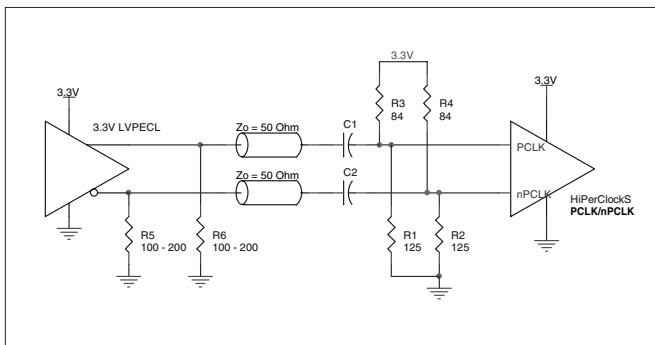 3.3V
3.3V
3.3V
R3
84
R4
84
3.3V LVPECL
Zo = 50 Ohm
C1
PCLK
Zo = 50 Ohm
C2
nPCLK
HiPerClockS
PCLK/nPCLK
R5
100 - 200
R6
100 - 200
R1
125
R2
125